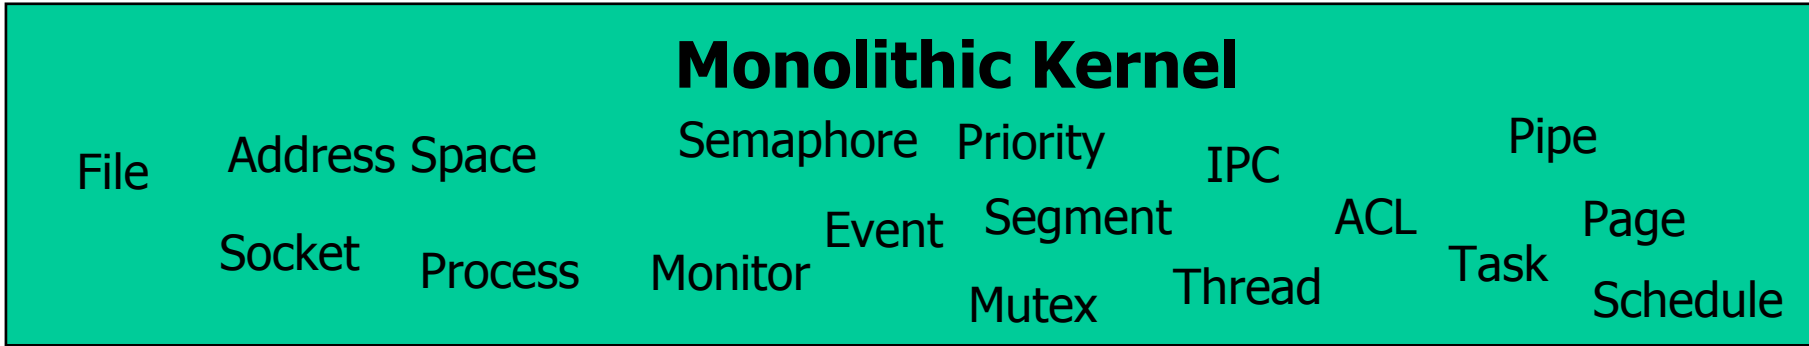 Monolithic Kernel
File
Address Space
Semaphore
Priority
IPC
Pipe
Socket
Process
Monitor
Event
Segment
Mutex
Thread
ACL
Task
Page
Schedule